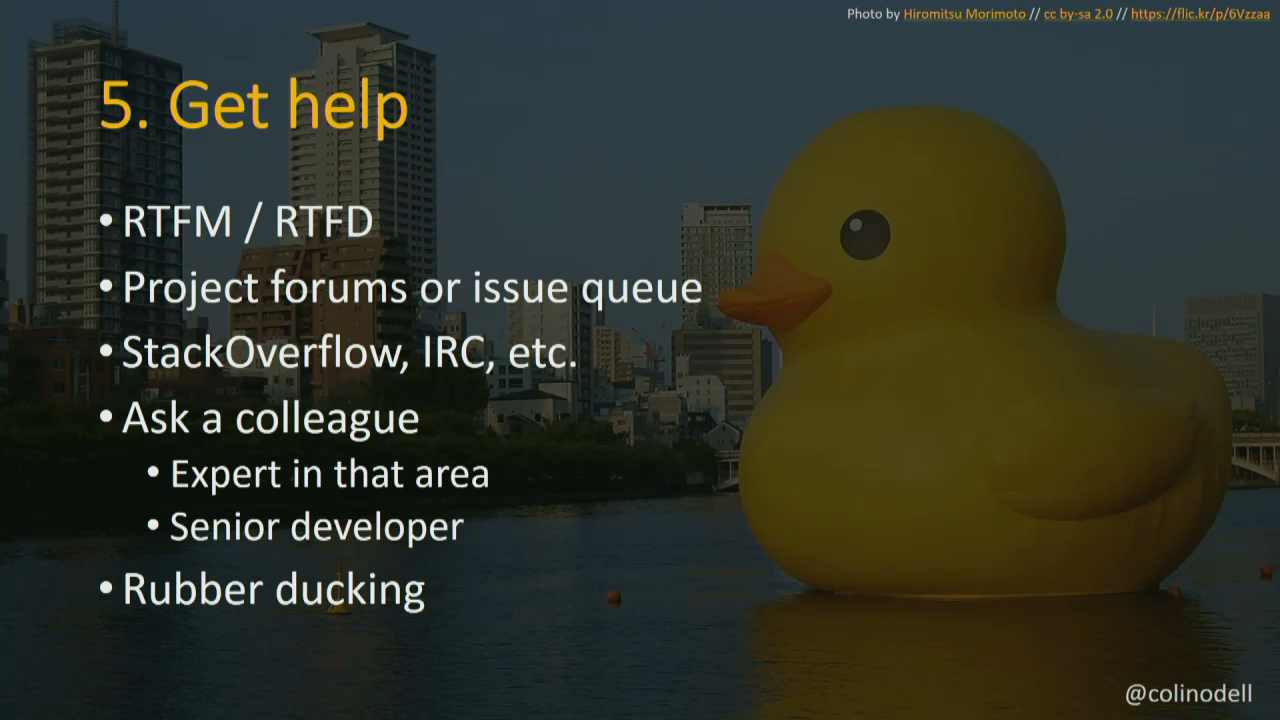 Photo by Hiromitsu Morimoto // cc by-sa 2.0 // https://flic.kr/p/6Vzzaa
5. Get help
• RTFM / RTFD
• Project forums or issue queue
• StackOverflow, IRC, etc.
• Ask a colleague
• Expert in that area
• Senior developer
• Rubber ducking
@colinodell